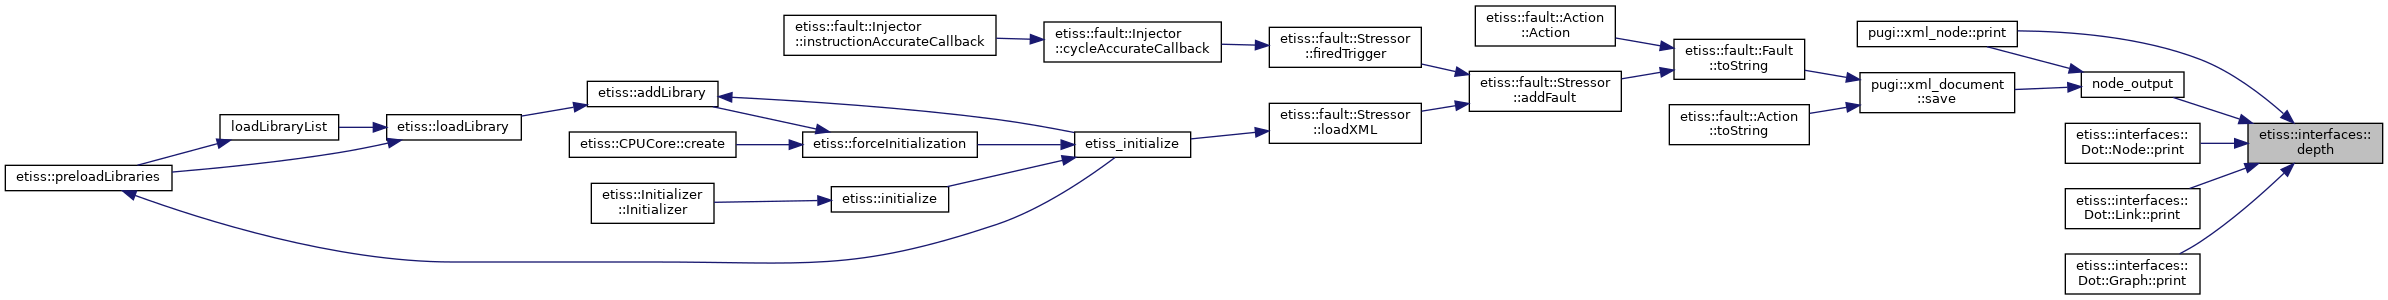 etiss::preloadLibraries
loadLibraryList
etiss::loadLibrary
etiss::addLibrary
etiss::CPUCore::create
etiss::Initializer
::Initializer
etiss::fault::Injector
::instructionAccurateCallback
etiss::forceInitialization
etiss::initialize
etiss::fault::Injector
::cycleAccurateCallback
etiss_initialize
etiss::fault::Stressor
::firedTrigger
etiss::fault::Stressor
::loadXML
etiss::fault::Action
::Action
etiss::fault::Stressor
::addFault
etiss::fault::Fault
::toString
etiss::fault::Action
::toString
pugi::xml_node::print
pugi::xml_document
::save
node_output
etiss::interfaces::
Dot::Node::print
etiss::interfaces::
Dot::Link::print
etiss::interfaces::
Dot::Graph::print
etiss::interfaces::
depth